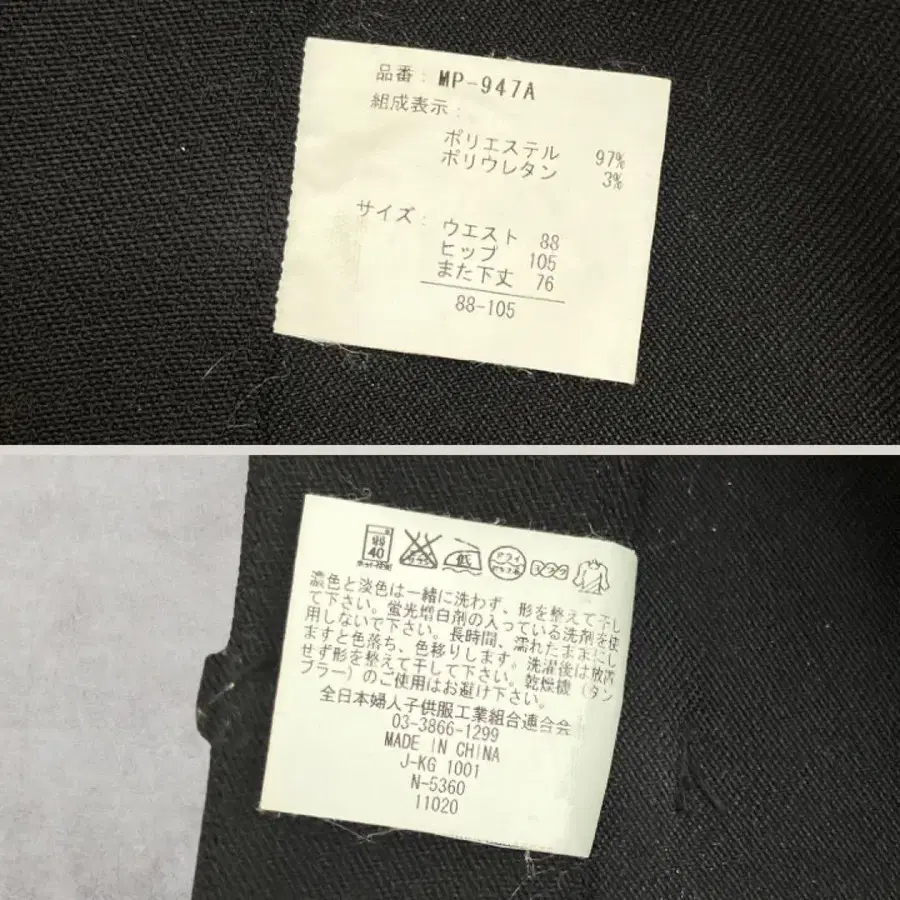 品番: MP-947A
組成表示:
ポリエステル 97%
ポリウレタン 3%
サイズ:
ウエスト 88
ヒップ 105
また下丈 76
88-105
40
低
濃色と淡色は一緒に洗わず、形を整えて干し
て下さい。蛍光増白剤の入っている洗剤を使
用しないで下さい。長時間、濡れたままにし
ますと色落ち、色移りします。洗濯後は放置
せず形を整えて干して下さい。乾燥機(タン
ブラー)のご使用はお避け下さい。
全日本婦人子供服工業組合連合会
03-3866-1299
MADE IN CHINA
J-KG 1001
N-5360
11020